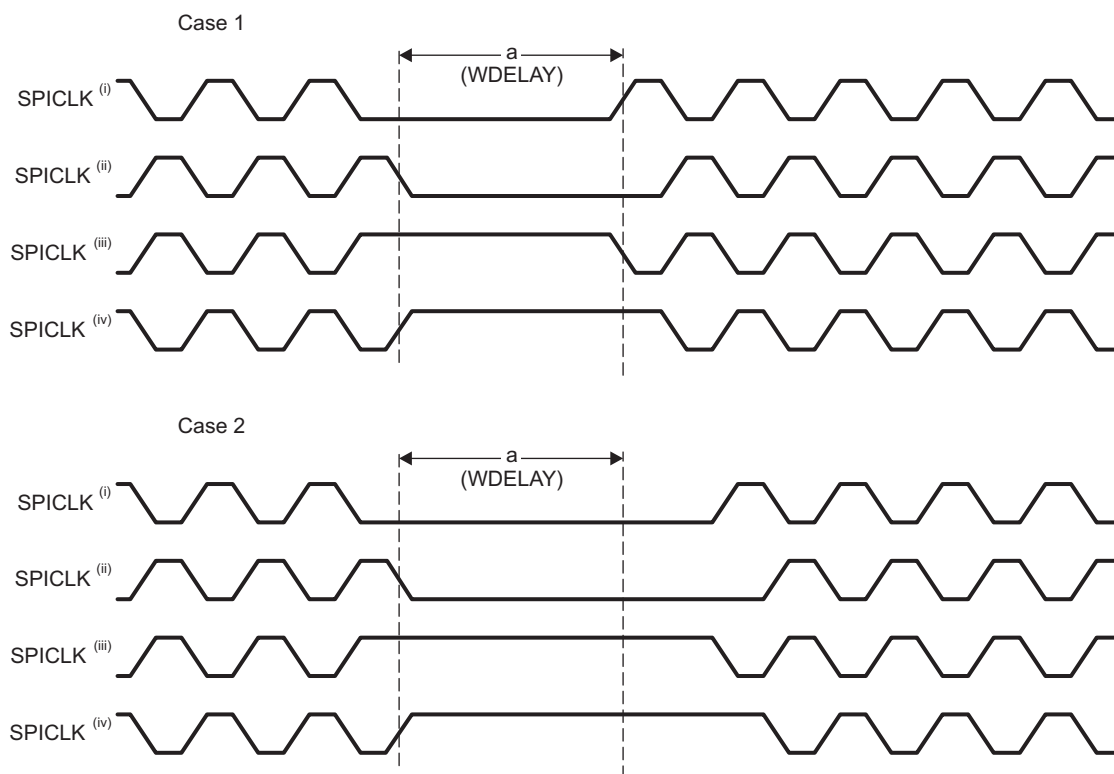 Case 1
a
(WDELAY)
SPICLK (i)
SPICLK (ii)
SPICLK (iii)
SPICLK (iv)
Case 2
a
(WDELAY)
SPICLK (i)
SPICLK (ii)
SPICLK (iii)
SPICLK (iv)